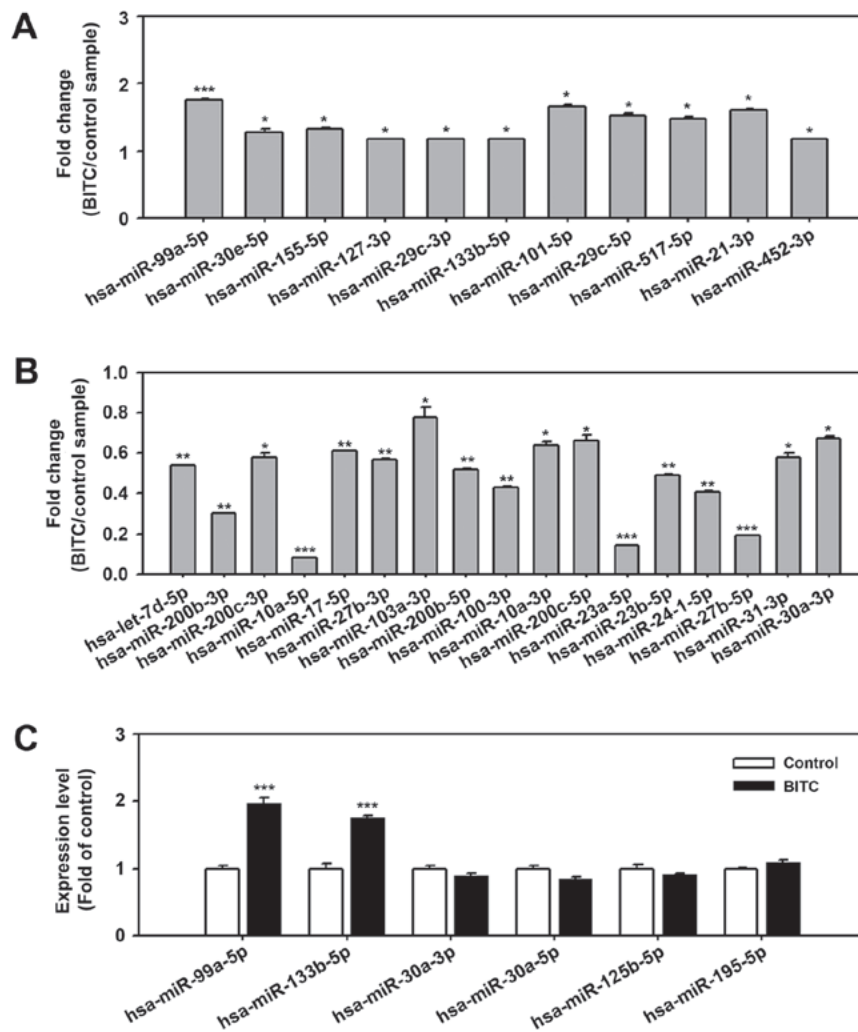 A
Fold change
(BITC/control sample)
3
2
1
0
***
*
*
*
*
*
*
*
*
*
*
hsa-miR-99a-5p
hsa-miR-30e-5p
hsa-miR-155-5p
hsa-miR-127-3p
hsa-miR-29c-3p
hsa-miR-133b-5p
hsa-miR-101-5p
hsa-miR-29c-5p
hsa-miR-517-5p
hsa-miR-21-3p
hsa-miR-452-3p
B
Fold change
(BITC/control sample)
1.0
0.8
0.6
0.4
0.2
0.0
**
**
*
***
**
**
*
**
**
*
*
***
**
**
***
*
*
hsa-let-7d-5p
hsa-miR-200b-3p
hsa-miR-200c-3p
hsa-miR-10a-5p
hsa-miR-17-5p
hsa-miR-27b-3p
hsa-miR-103a-3p
hsa-miR-200b-5p
hsa-miR-100-3p
hsa-miR-10a-3p
hsa-miR-200c-5p
hsa-miR-23a-5p
hsa-miR-23b-5p
hsa-miR-24-1-5p
hsa-miR-27b-5p
hsa-miR-31-3p
hsa-miR-30a-3p
C
Expression level
(Fold of control)
3
2
1
0
***
***
Control
BITC
hsa-miR-99a-5p
hsa-miR-133b-5p
hsa-miR-30a-3p
hsa-miR-30a-5p
hsa-miR-125b-5p
hsa-miR-195-5p